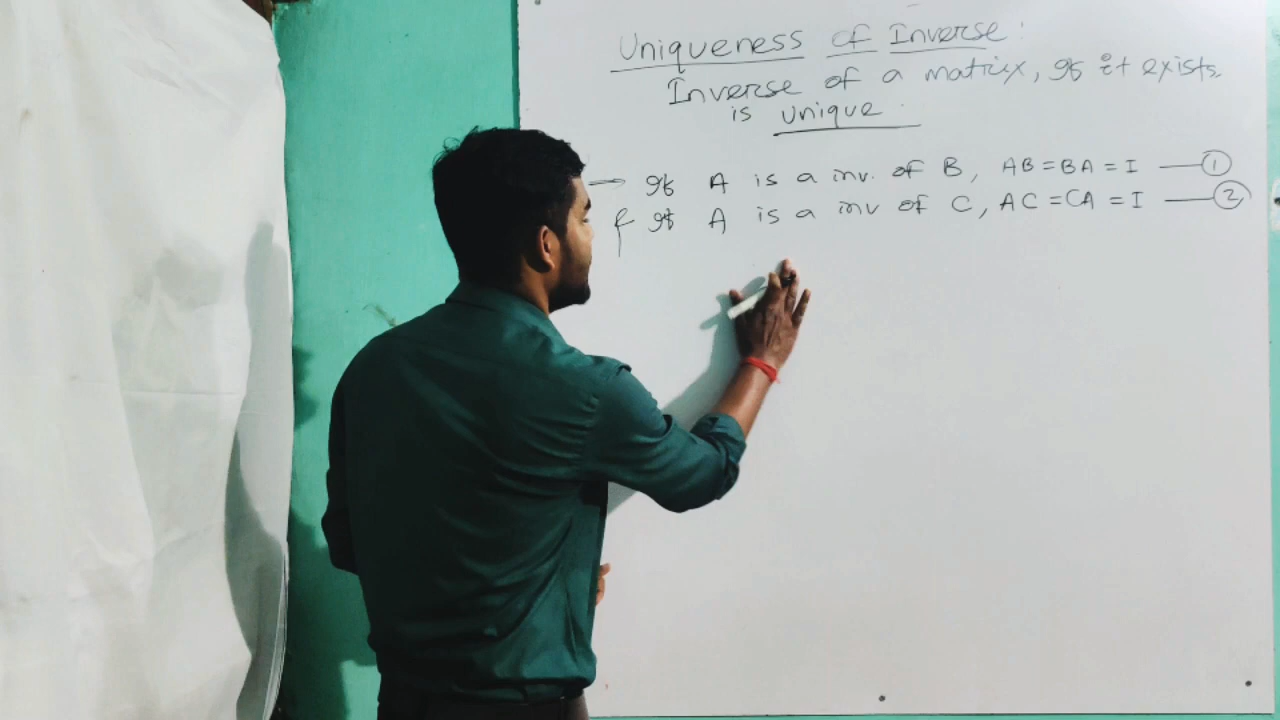 Uniqueness of Inverse :
Inverse of a matrix, If it exists.
is unique.
→ If A is a inv. of B, AB = BA = I — ①
& If A is a inv of C, AC = CA = I — ②